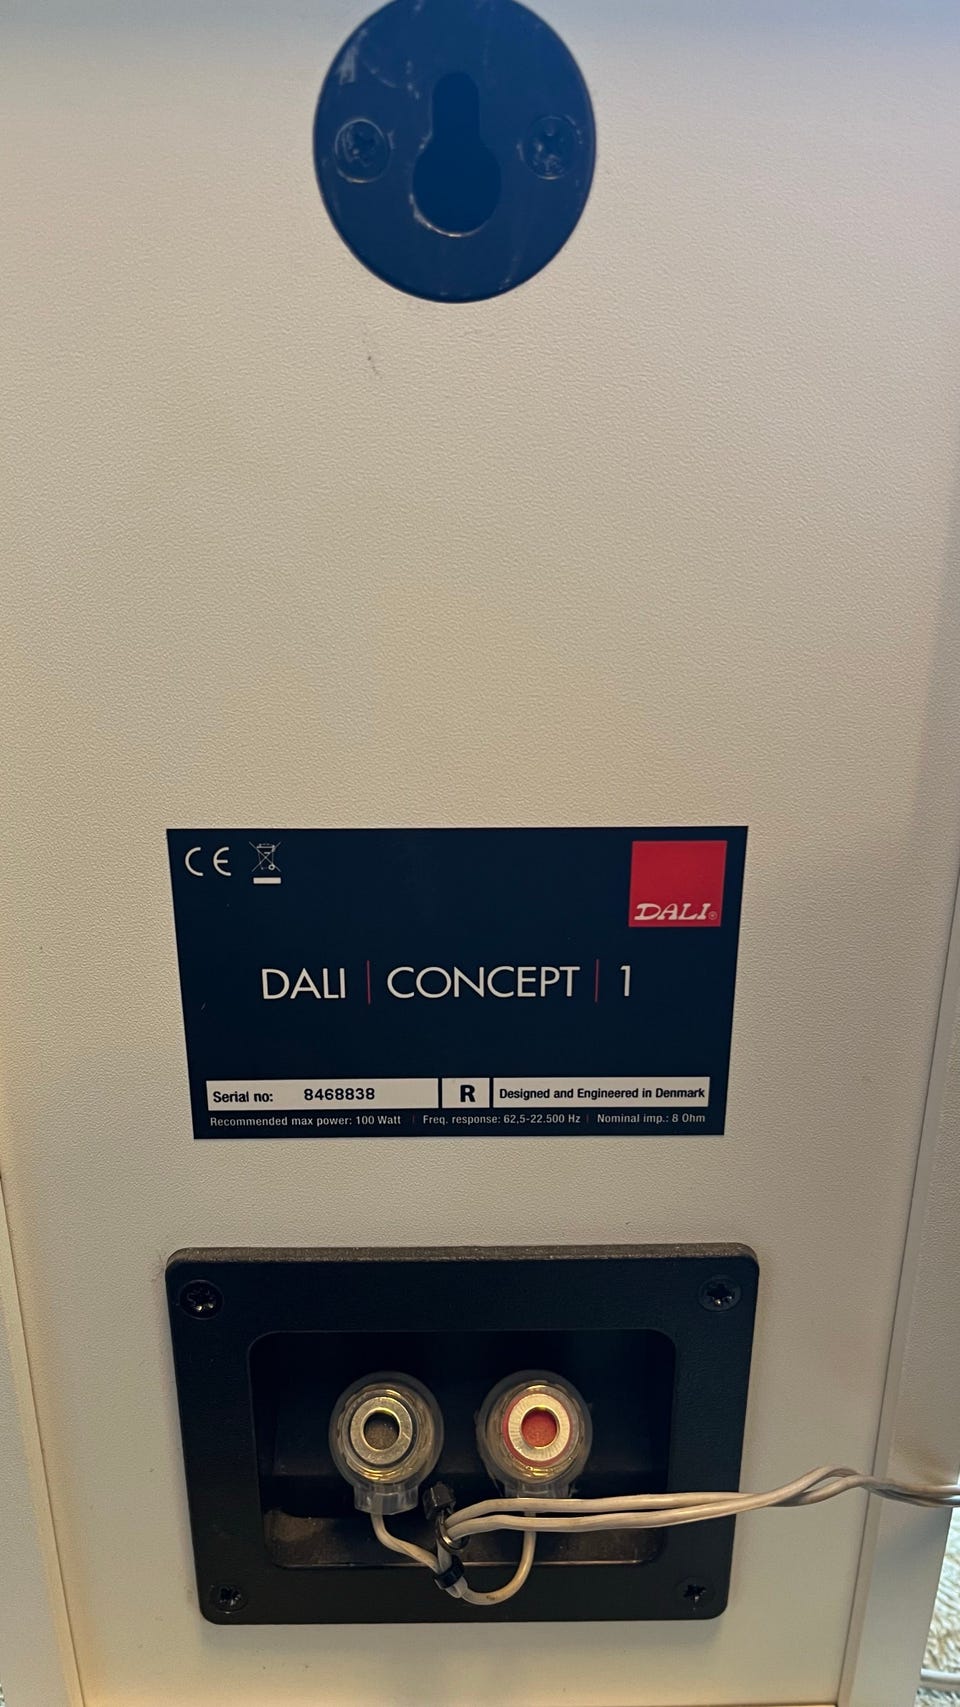 CE
DALI®
DALI | CONCEPT | 1
Serial no: 8468838 R Designed and Engineered in Denmark
Recommended max power: 100 Watt | Freq. response: 62,5-22.500 Hz | Nominal imp.: 8 Ohm